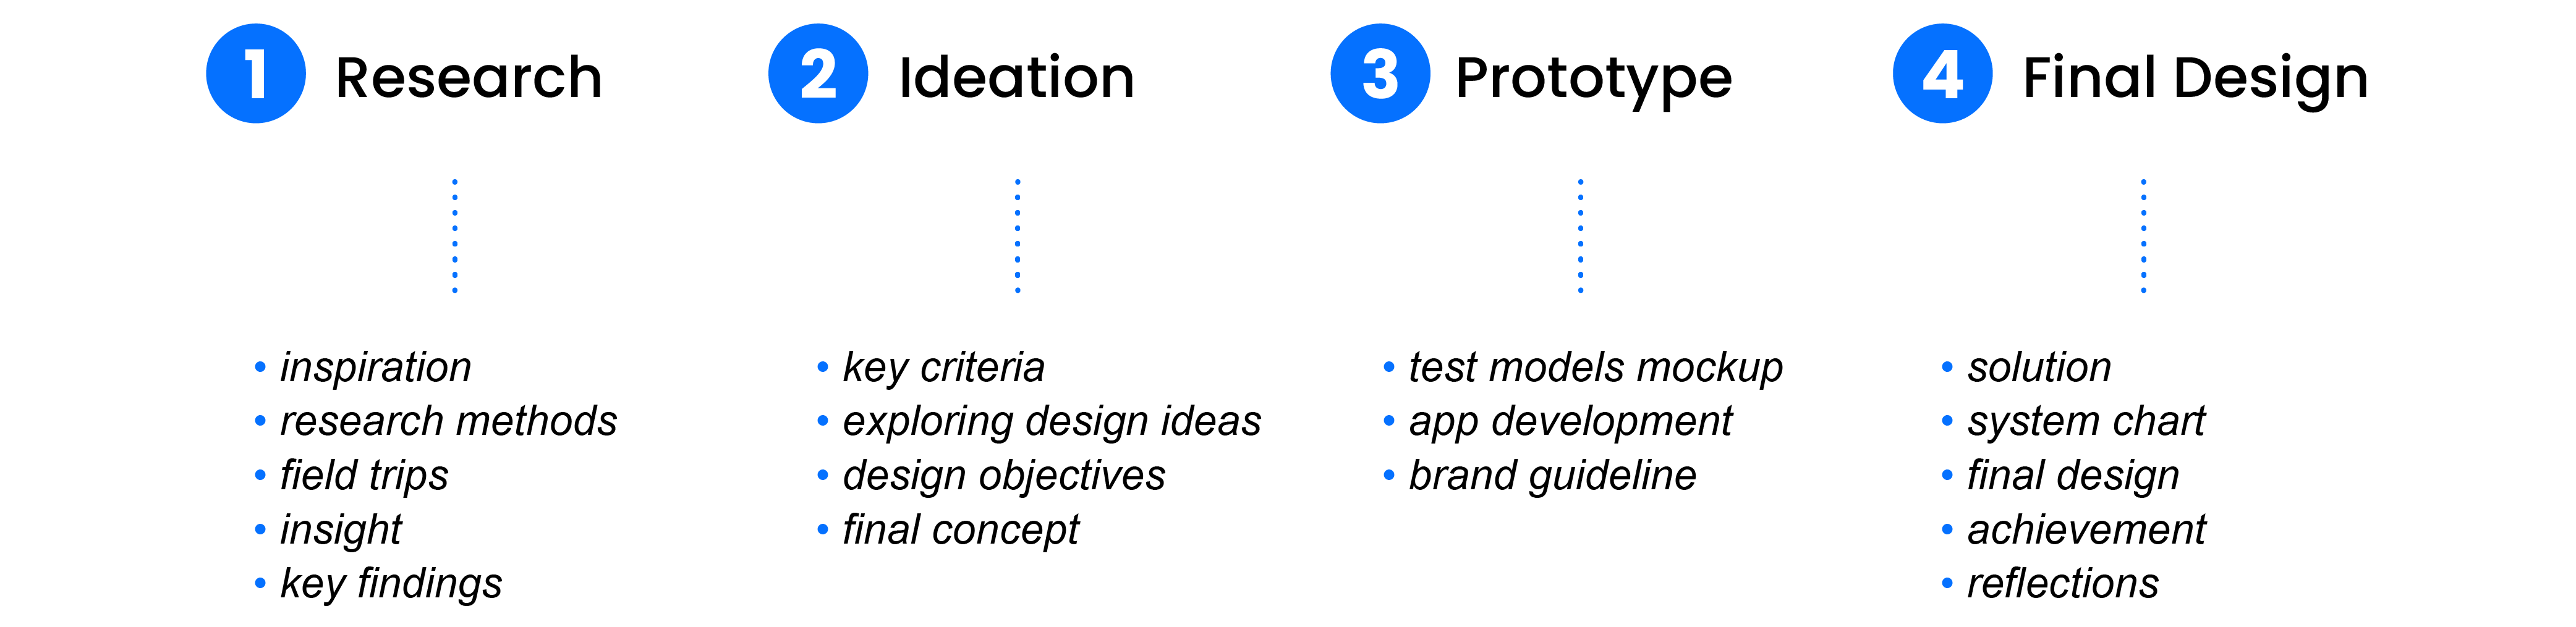 1 Research
• inspiration
• research methods
• field trips
• insight
• key findings
2 Ideation
• key criteria
• exploring design ideas
• design objectives
• final concept
3 Prototype
• test models mockup
• app development
• brand guideline
4 Final Design
• solution
• system chart
• final design
• achievement
• reflections